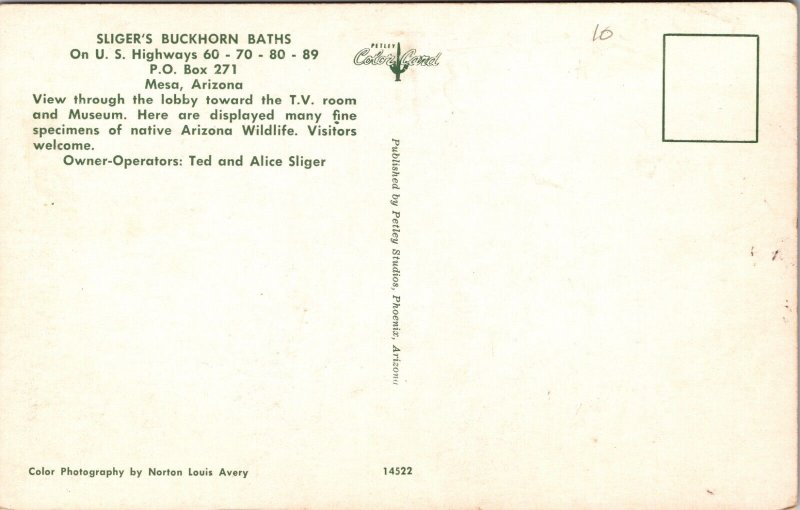 SLIGER'S BUCKHORN BATHS
On U. S. Highways 60 - 70 - 80 - 89
P.O. Box 271
Mesa, Arizona
View through the lobby toward the T.V. room
and Museum. Here are displayed many fine
specimens of native Arizona Wildlife. Visitors
welcome.
Owner-Operators: Ted and Alice Sliger
PETLEY
Color Card
10
Published by Petley Studios, Phoenix, Arizona
Color Photography by Norton Louis Avery
14522